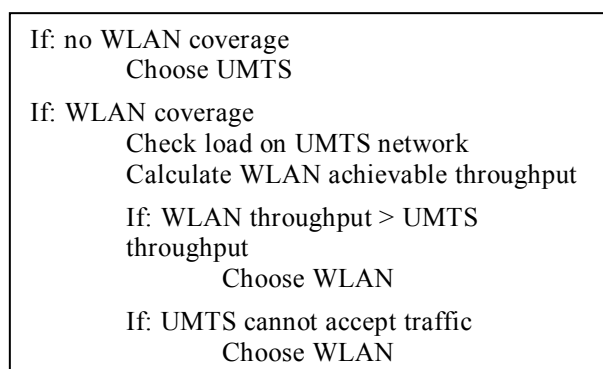 If: no WLAN coverage
Choose UMTS
If: WLAN coverage
Check load on UMTS network
Calculate WLAN achievable throughput
If: WLAN throughput > UMTS
throughput
Choose WLAN
If: UMTS cannot accept traffic
Choose WLAN